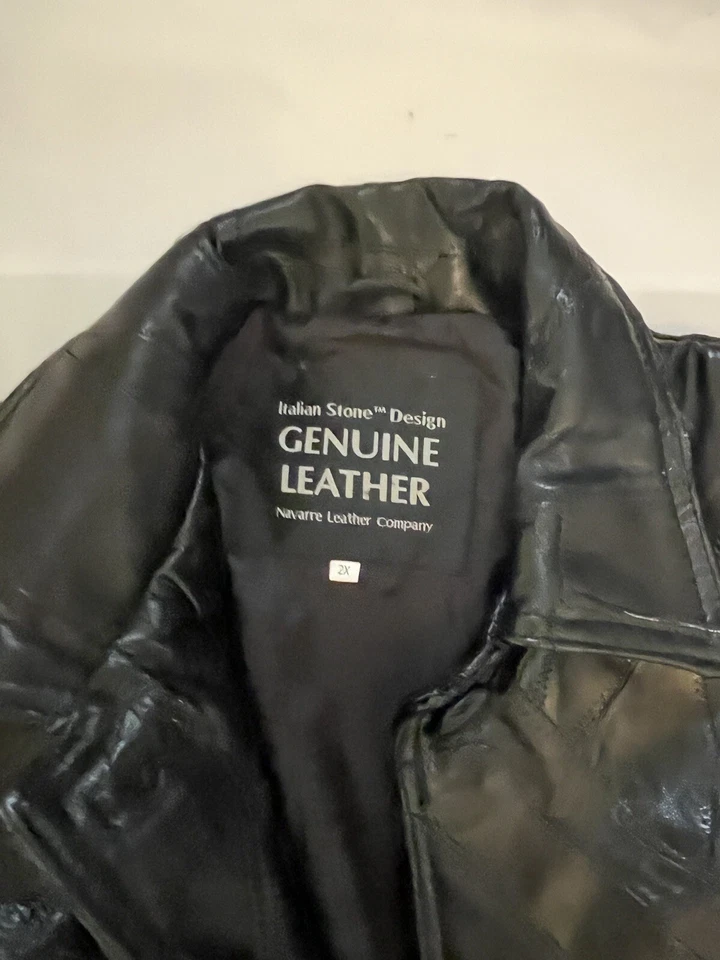 Italian Stone™ Design
GENUINE
LEATHER
Navarre Leather Company
2X